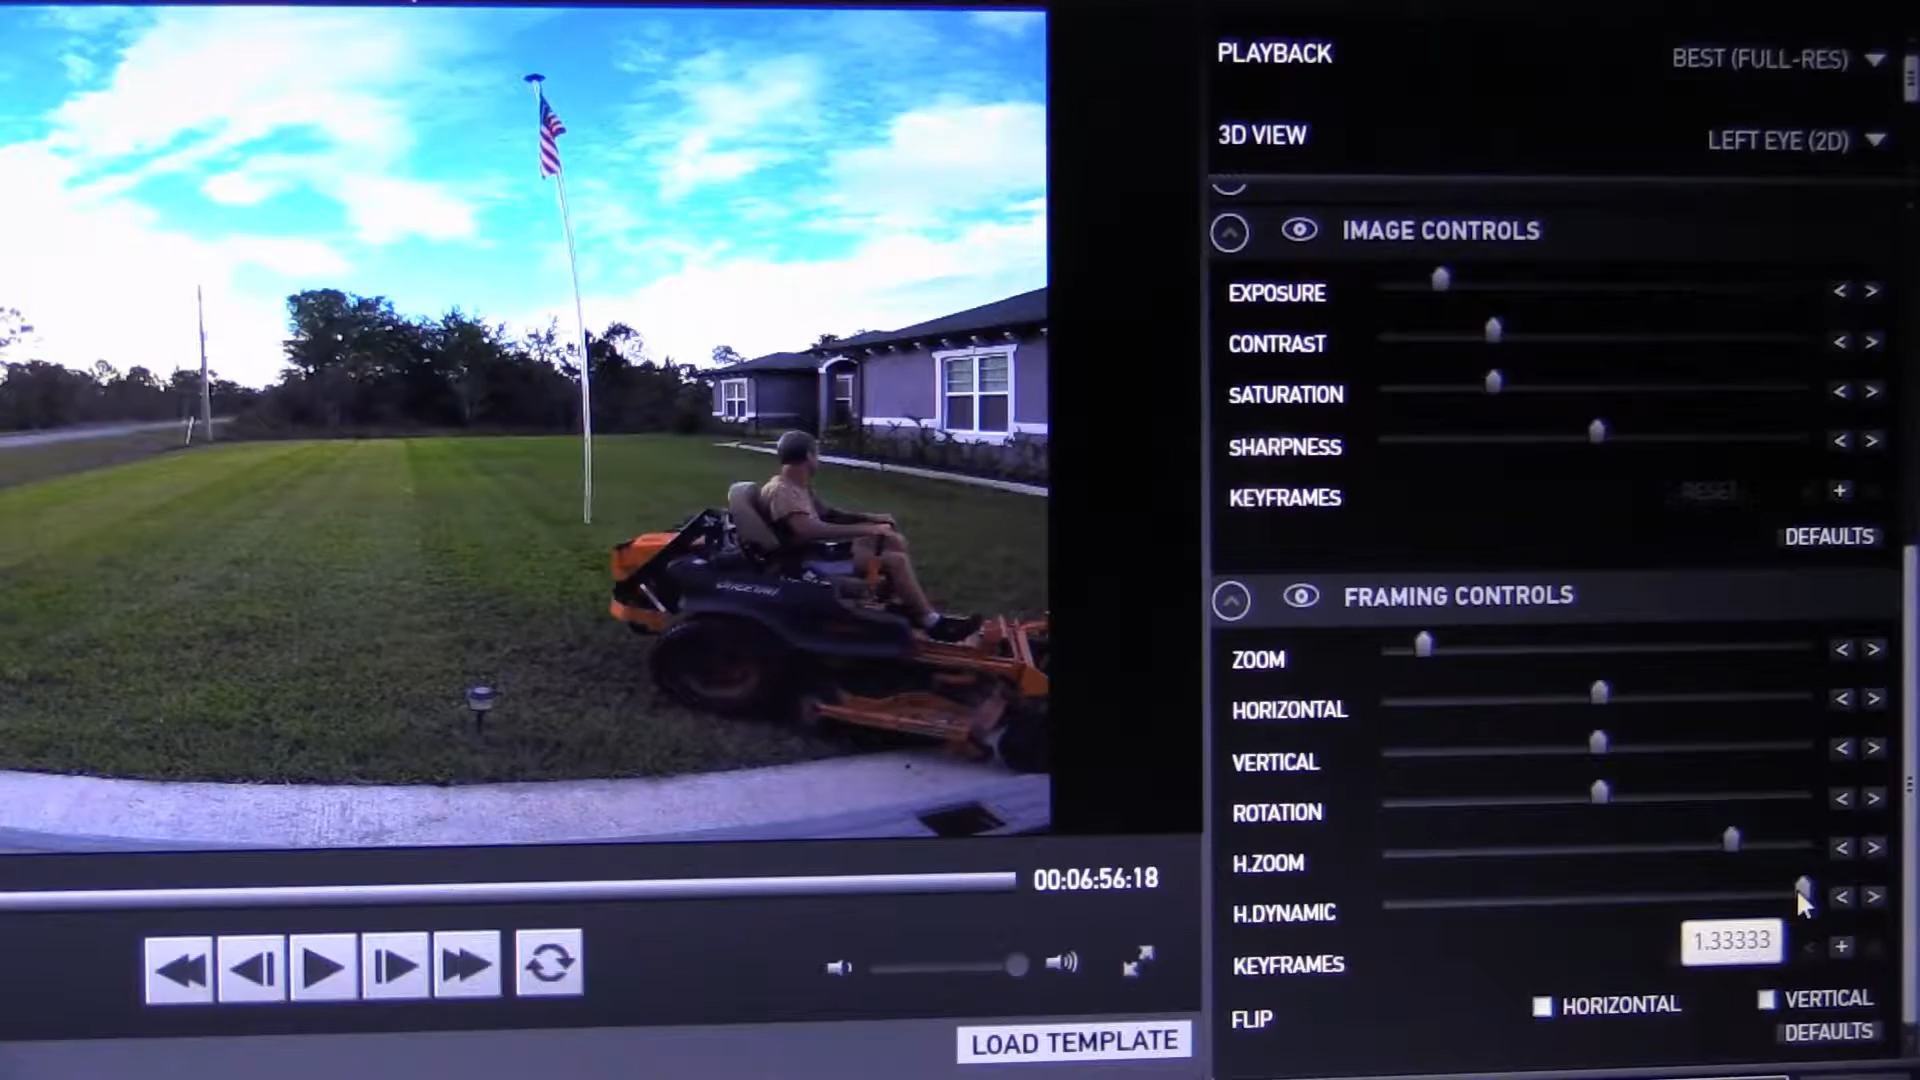 PLAYBACK
BEST (FULL-RES)
3D VIEW
LEFT EYE (2D)
IMAGE CONTROLS
EXPOSURE
< >
CONTRAST
< >
SATURATION
< >
SHARPNESS
< >
KEYFRAMES
RESET
+
DEFAULTS
FRAMING CONTROLS
ZOOM
< >
HORIZONTAL
< >
VERTICAL
< >
ROTATION
< >
H.ZOOM
< >
H.DYNAMIC
< >
1.33333
KEYFRAMES
< +
FLIP
HORIZONTAL
VERTICAL
DEFAULTS
00:06:56:18
LOAD TEMPLATE